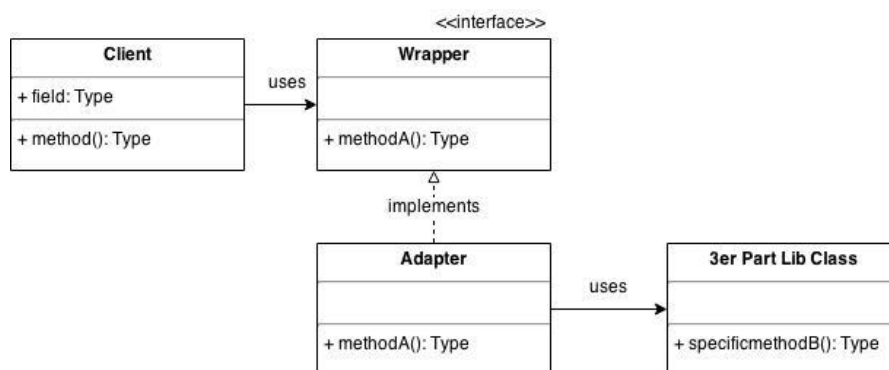 <<interface>>
Client
Wrapper
+ field: Type
uses
+ method(): Type
+ methodA(): Type
implements
Adapter
3er Part Lib Class
uses
+ methodA(): Type
+ specificmethodB(): Type